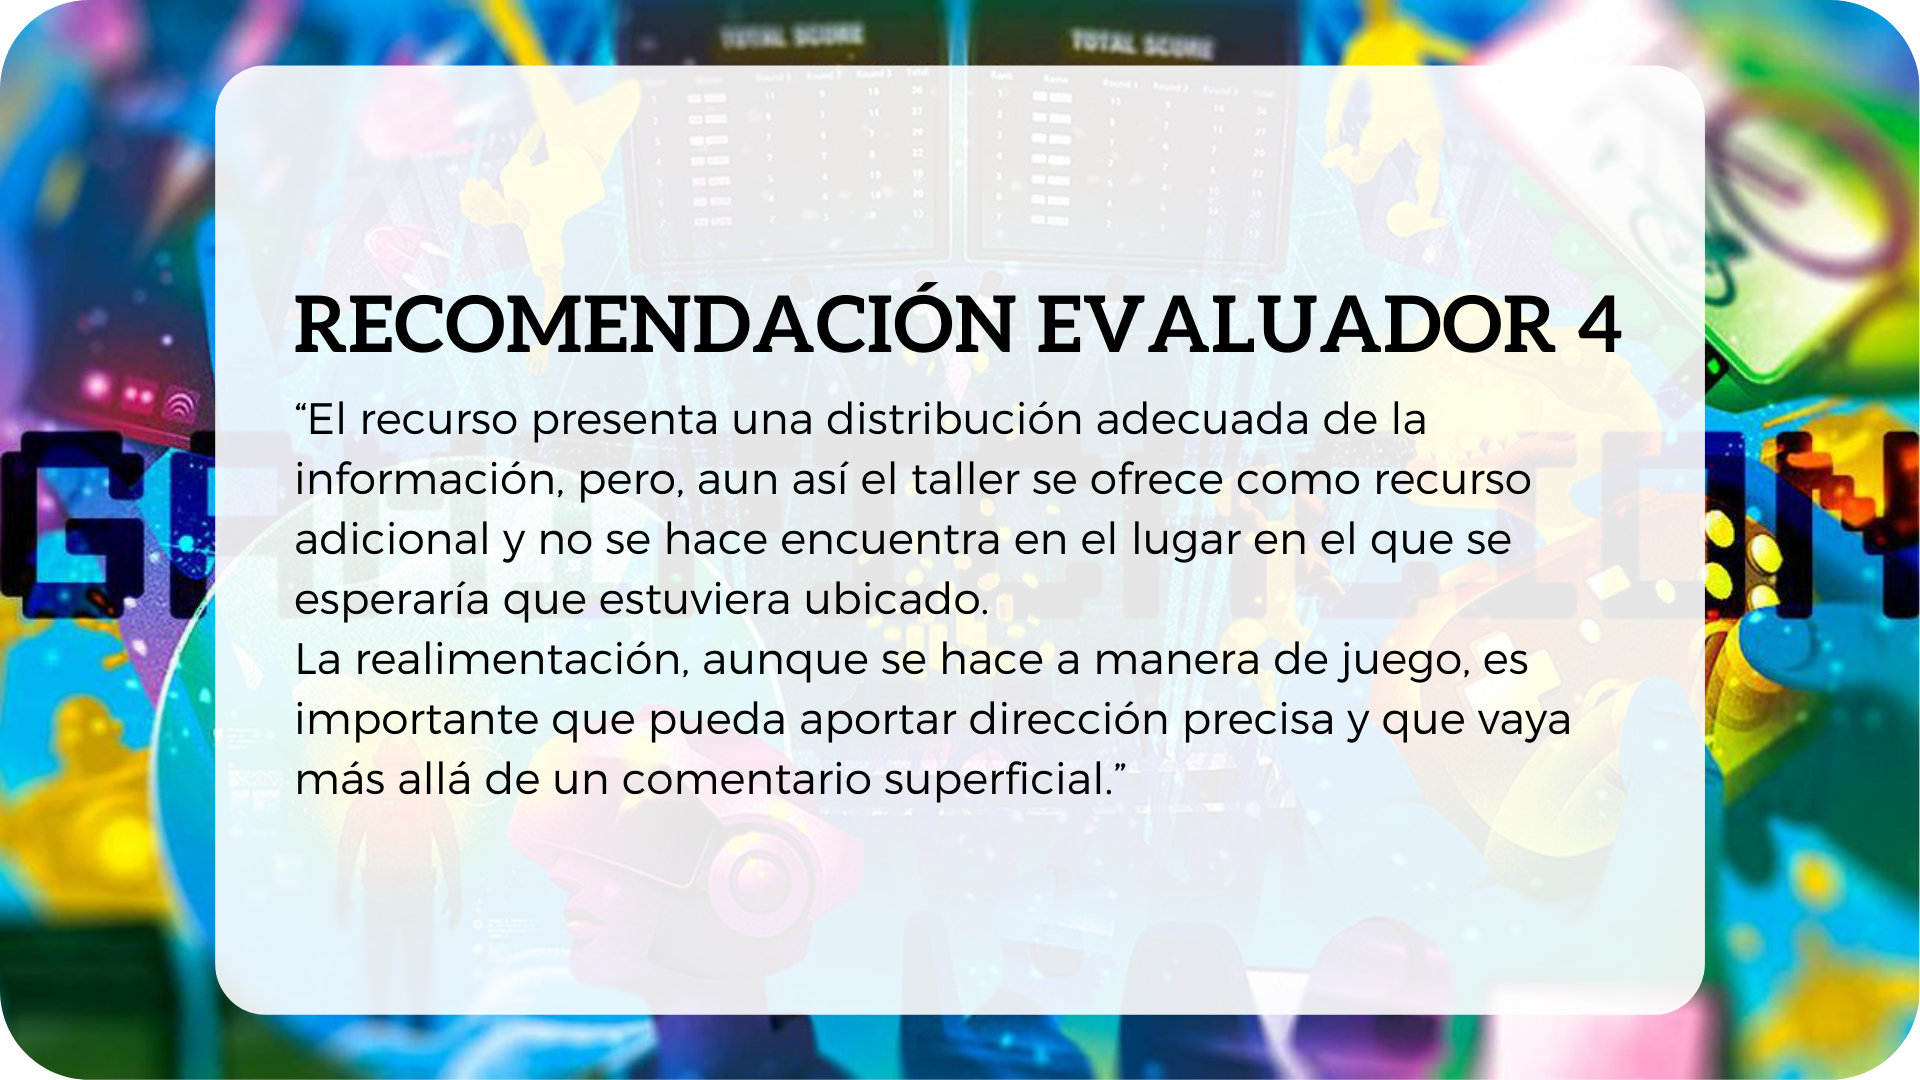 TOTAL SCORE
TOTAL SCORE
RECOMENDACIÓN EVALUADOR 4
“El recurso presenta una distribución adecuada de la
información, pero, aun así el taller se ofrece como recurso
adicional y no se hace encuentra en el lugar en el que se
esperaría que estuviera ubicado.
La realimentación, aunque se hace a manera de juego, es
importante que pueda aportar dirección precisa y que vaya
más allá de un comentario superficial.”